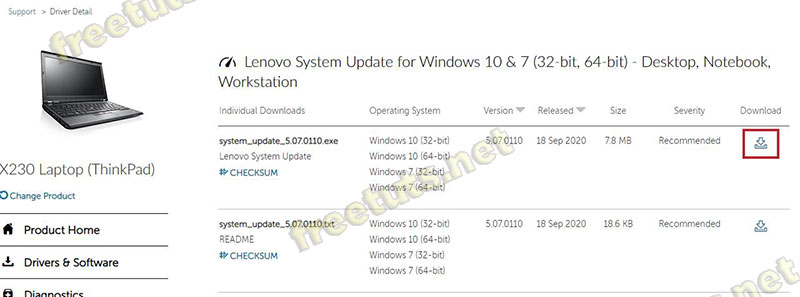 Support > Driver Detail
freetuts.net
Lenovo System Update for Windows 10 & 7 (32-bit, 64-bit) - Desktop, Notebook,
Workstation
Individual Downloads Operating System Version Released Size Severity Download
system_update_5.07.0110.exe Windows 10 (32-bit) 5.07.0110 18 Sep 2020 7.8 MB Recommended
Lenovo System Update Windows 10 (64-bit)
CHECKSUM Windows 7 (32-bit)
Windows 7 (64-bit)
freetuts.net
X230 Laptop (ThinkPad)
Change Product
Product Home
Drivers & Software
Diagnostics
system_update_5.07.0110.txt Windows 10 (32-bit) 5.07.0110 18 Sep 2020 18.6 KB Recommended
README Windows 10 (64-bit)
CHECKSUM Windows 7 (32-bit)
Windows 7 (64-bit)
freetuts.net